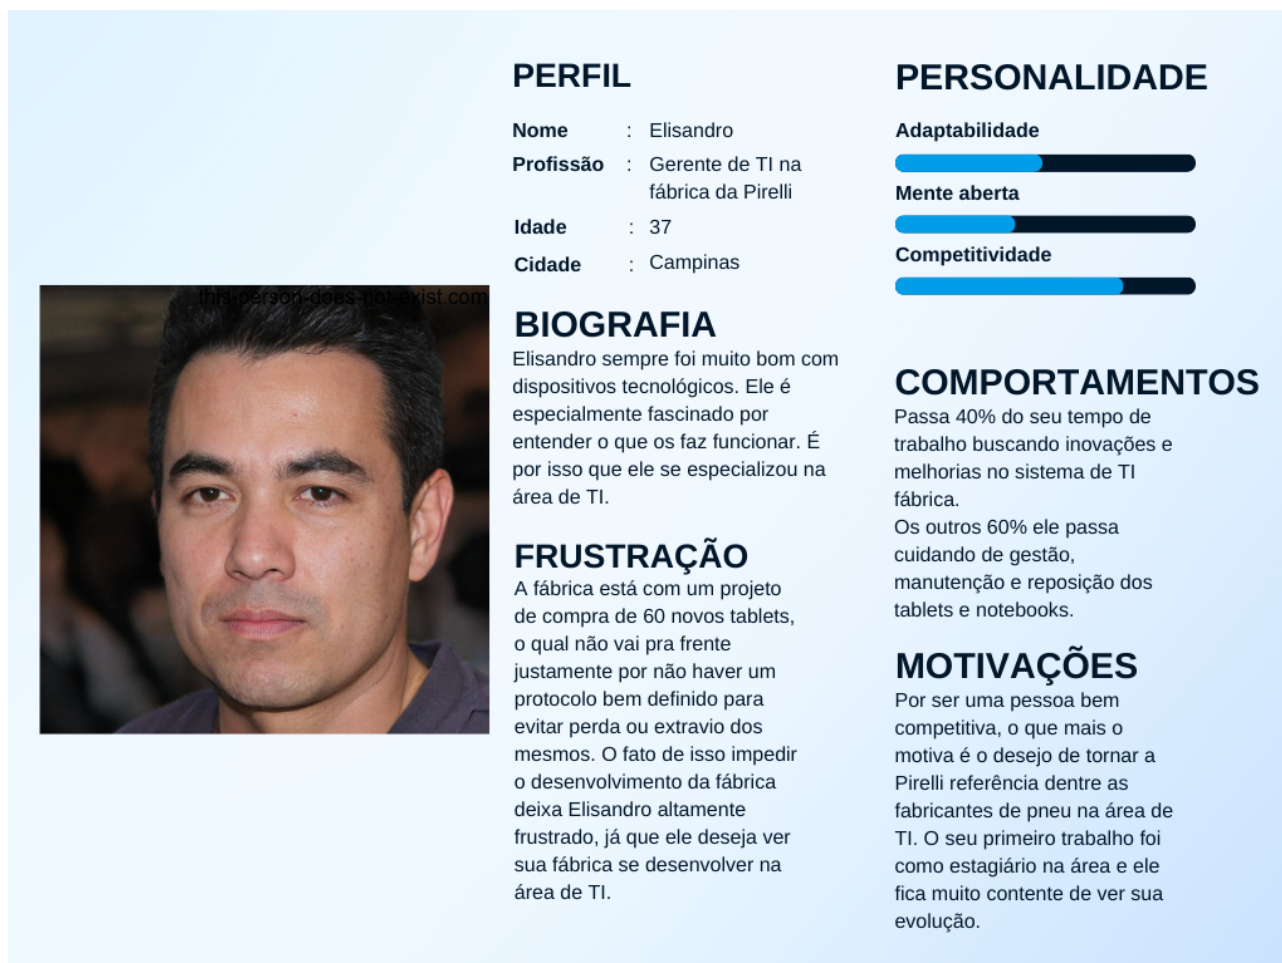 this-person-does-not-exist.com
PERFIL
Nome : Elisandro
Profissão : Gerente de TI na
fábrica da Pirelli
Idade : 37
Cidade : Campinas
BIOGRAFIA
Elisandro sempre foi muito bom com
dispositivos tecnológicos. Ele é
especialmente fascinado por
entender o que os faz funcionar. É
por isso que ele se especializou na
área de TI.
FRUSTRAÇÃO
A fábrica está com um projeto
de compra de 60 novos tablets,
o qual não vai pra frente
justamente por não haver um
protocolo bem definido para
evitar perda ou extravio dos
mesmos. O fato de isso impedir
o desenvolvimento da fábrica
deixa Elisandro altamente
frustrado, já que ele deseja ver
sua fábrica se desenvolver na
área de TI.
PERSONALIDADE
Adaptabilidade
Mente aberta
Competitividade
COMPORTAMENTOS
Passa 40% do seu tempo de
trabalho buscando inovações e
melhorias no sistema de TI
fábrica.
Os outros 60% ele passa
cuidando de gestão,
manutenção e reposição dos
tablets e notebooks.
MOTIVAÇÕES
Por ser uma pessoa bem
competitiva, o que mais o
motiva é o desejo de tornar a
Pirelli referência dentre as
fabricantes de pneu na área de
TI. O seu primeiro trabalho foi
como estagiário na área e ele
fica muito contente de ver sua
evolução.